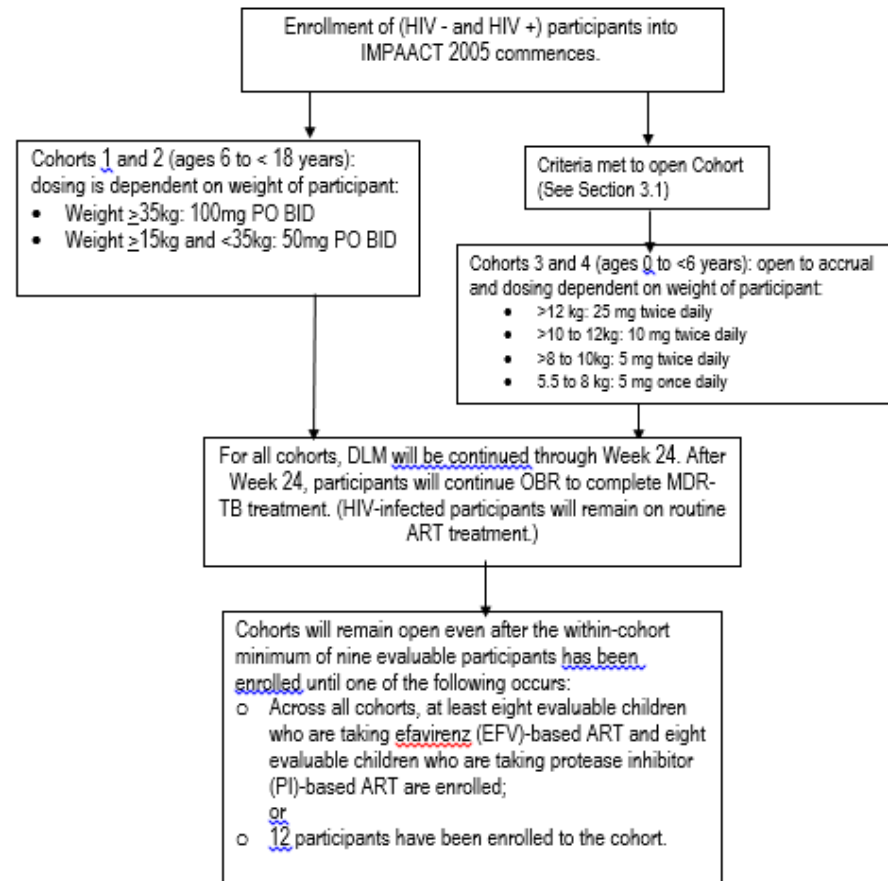 Enrollment of (HIV - and HIV +) participants into
IMPAACT 2005 commences.
Cohorts 1 and 2 (ages 6 to < 18 years):
dosing is dependent on weight of participant:
• Weight ≥35kg: 100mg PO BID
• Weight ≥15kg and <35kg: 50mg PO BID
Criteria met to open Cohort
(See Section 3.1)
Cohorts 3 and 4 (ages 0 to <6 years): open to accrual
and dosing dependent on weight of participant:
• >12 kg: 25 mg twice daily
• >10 to 12kg: 10 mg twice daily
• >8 to 10kg: 5 mg twice daily
• 5.5 to 8 kg: 5 mg once daily
For all cohorts, DLM will be continued through Week 24. After
Week 24, participants will continue OBR to complete MDR-
TB treatment. (HIV-infected participants will remain on routine
ART treatment.)
Cohorts will remain open even after the within-cohort
minimum of nine evaluable participants has been
enrolled until one of the following occurs:
o Across all cohorts, at least eight evaluable children
who are taking efavirenz (EFV)-based ART and eight
evaluable children who are taking protease inhibitor
(PI)-based ART are enrolled;
or
o 12 participants have been enrolled to the cohort.